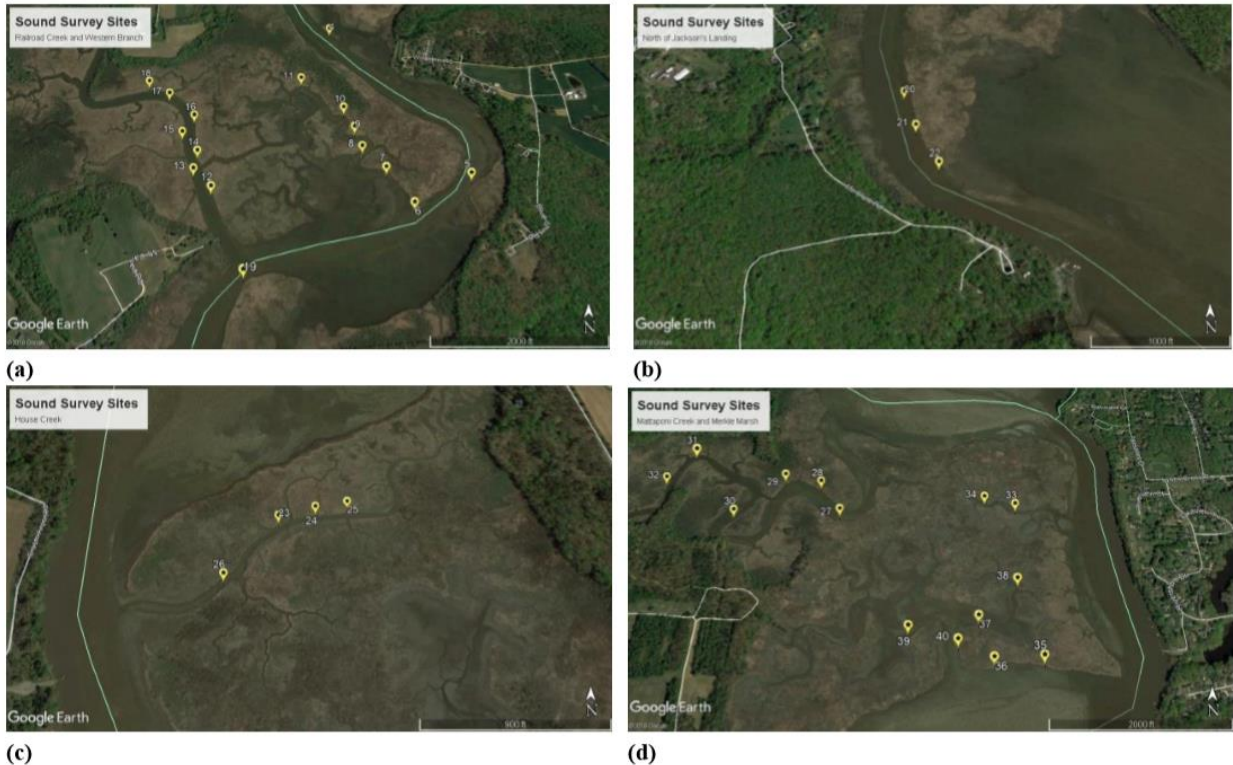 Sound Survey Sites
Railroad Creek and Western Branch
18
17
16
15
14
13
12
11
10
9
8
7
6
5
19
Google Earth
2000 ft
N
(a)
Sound Survey Sites
North of Jackson's Landing
20
21
22
Google Earth
1000 ft
N
(b)
Sound Survey Sites
House Creek
23
24
25
26
Google Earth
900 ft
N
(c)
Sound Survey Sites
Mattaponi Creek and Merkle Marsh
31
32
29
28
30
27
34
33
38
37
39
40
36
35
Google Earth
2000 ft
N
(d)